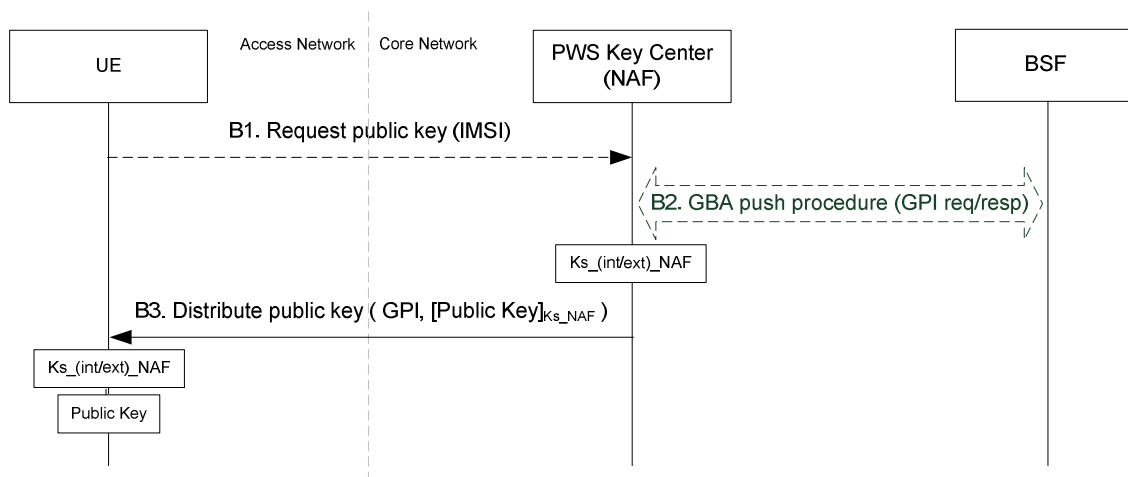 Access Network
Core Network
UE
PWS Key Center
(NAF)
BSF
B1. Request public key (IMSI)
B2. GBA push procedure (GPI req/resp)
Ks_(int/ext)_NAF
B3. Distribute public key ( GPI, [Public Key]Ks_NAF )
Ks_(int/ext)_NAF
Public Key